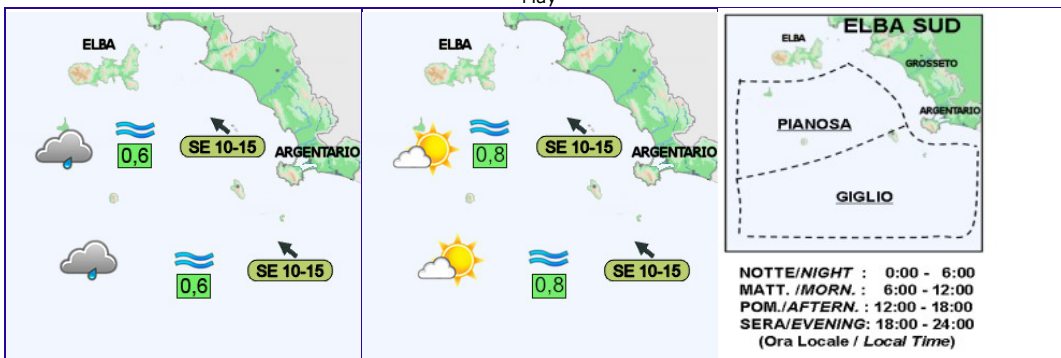 May
ELBA
0,6
SE 10-15
ARGENTARIO
0,6
SE 10-15
ELBA
0,8
SE 10-15
ARGENTARIO
0,8
SE 10-15
ELBA SUD
ELBA
GROSSETO
ARGENTARIO
PIANOSA
GIGLIO
NOTTE/NIGHT : 0:00 - 6:00
MATT. /MORN. : 6:00 - 12:00
POM./AFTERN. : 12:00 - 18:00
SERA/EVENING: 18:00 - 24:00
(Ora Locale / Local Time)